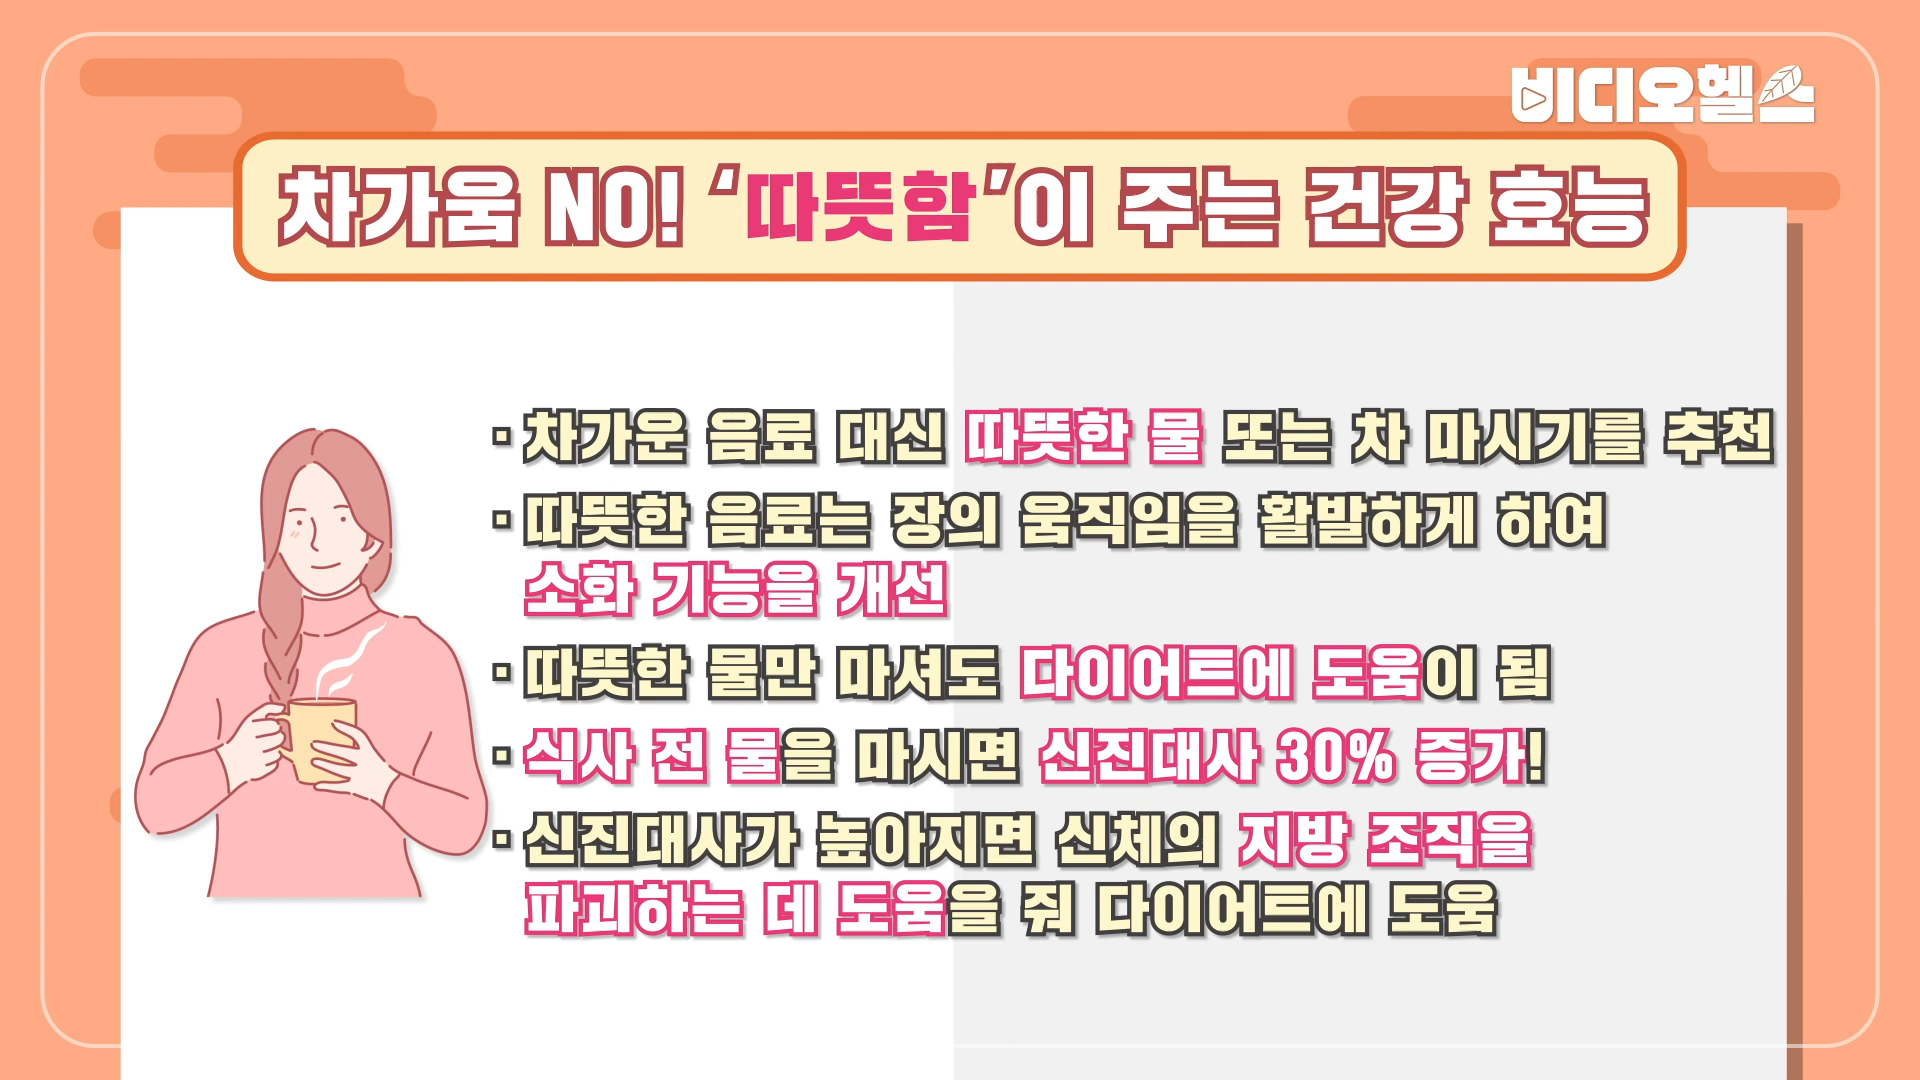 비디오헬스
차가움 NO! ‘따뜻함’이 주는 건강 효능
· 차가운 음료 대신 따뜻한 물 또는 차 마시기를 추천
· 따뜻한 음료는 장의 움직임을 활발하게 하여
소화 기능을 개선
· 따뜻한 물만 마셔도 다이어트에 도움이 됨
· 식사 전 물을 마시면 신진대사 30% 증가!
· 신진대사가 높아지면 신체의 지방 조직을
파괴하는 데 도움을 줘 다이어트에 도움